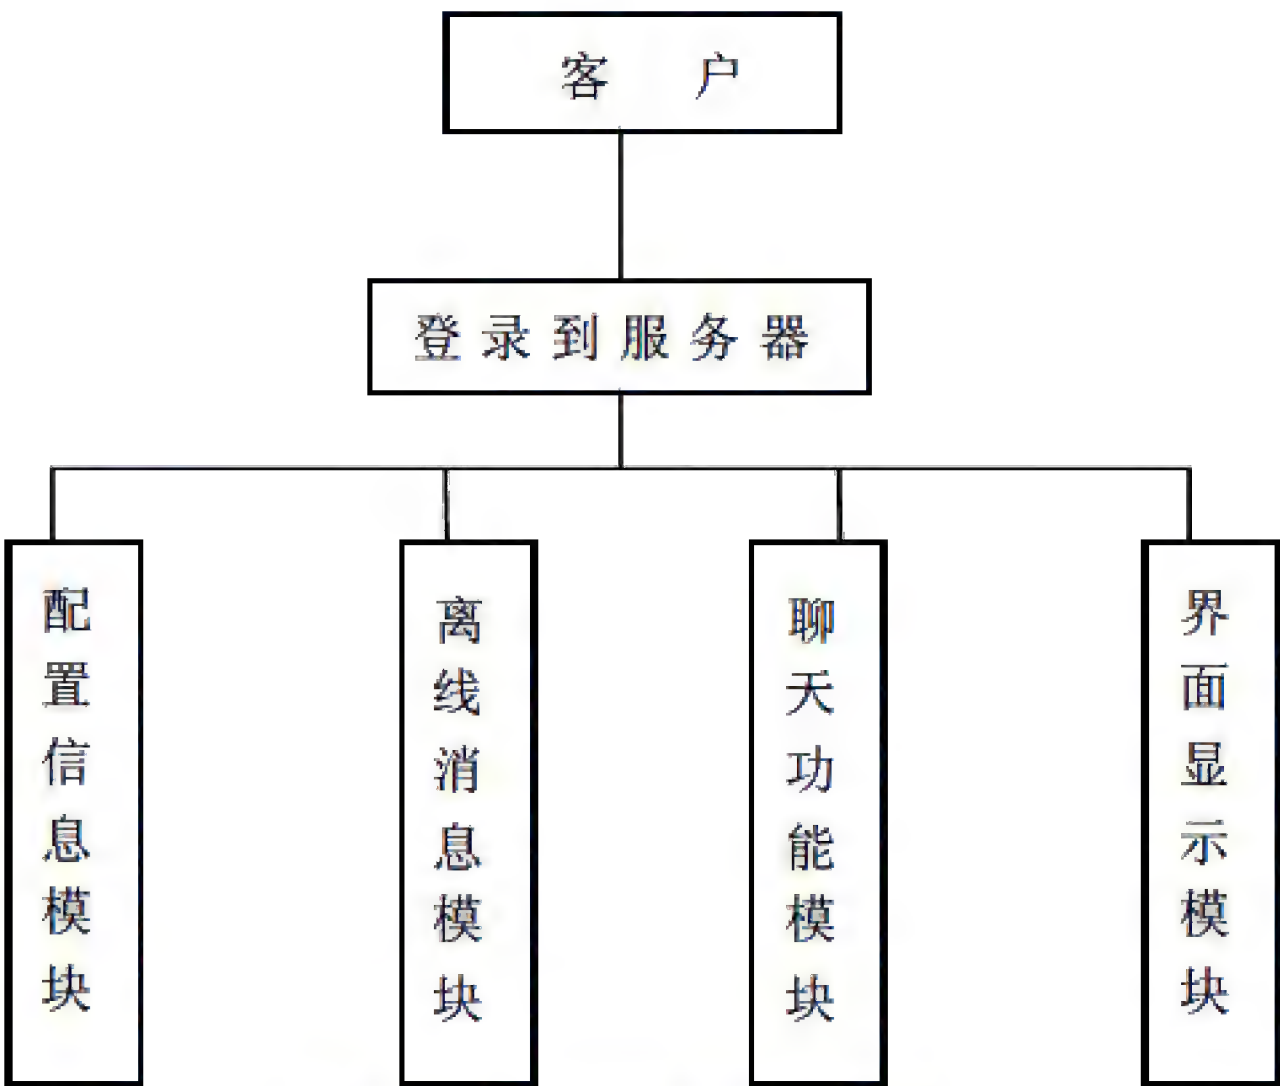 客户
登录到服务器
配置信息模块
离线消息模块
聊天功能模块
界面显示模块